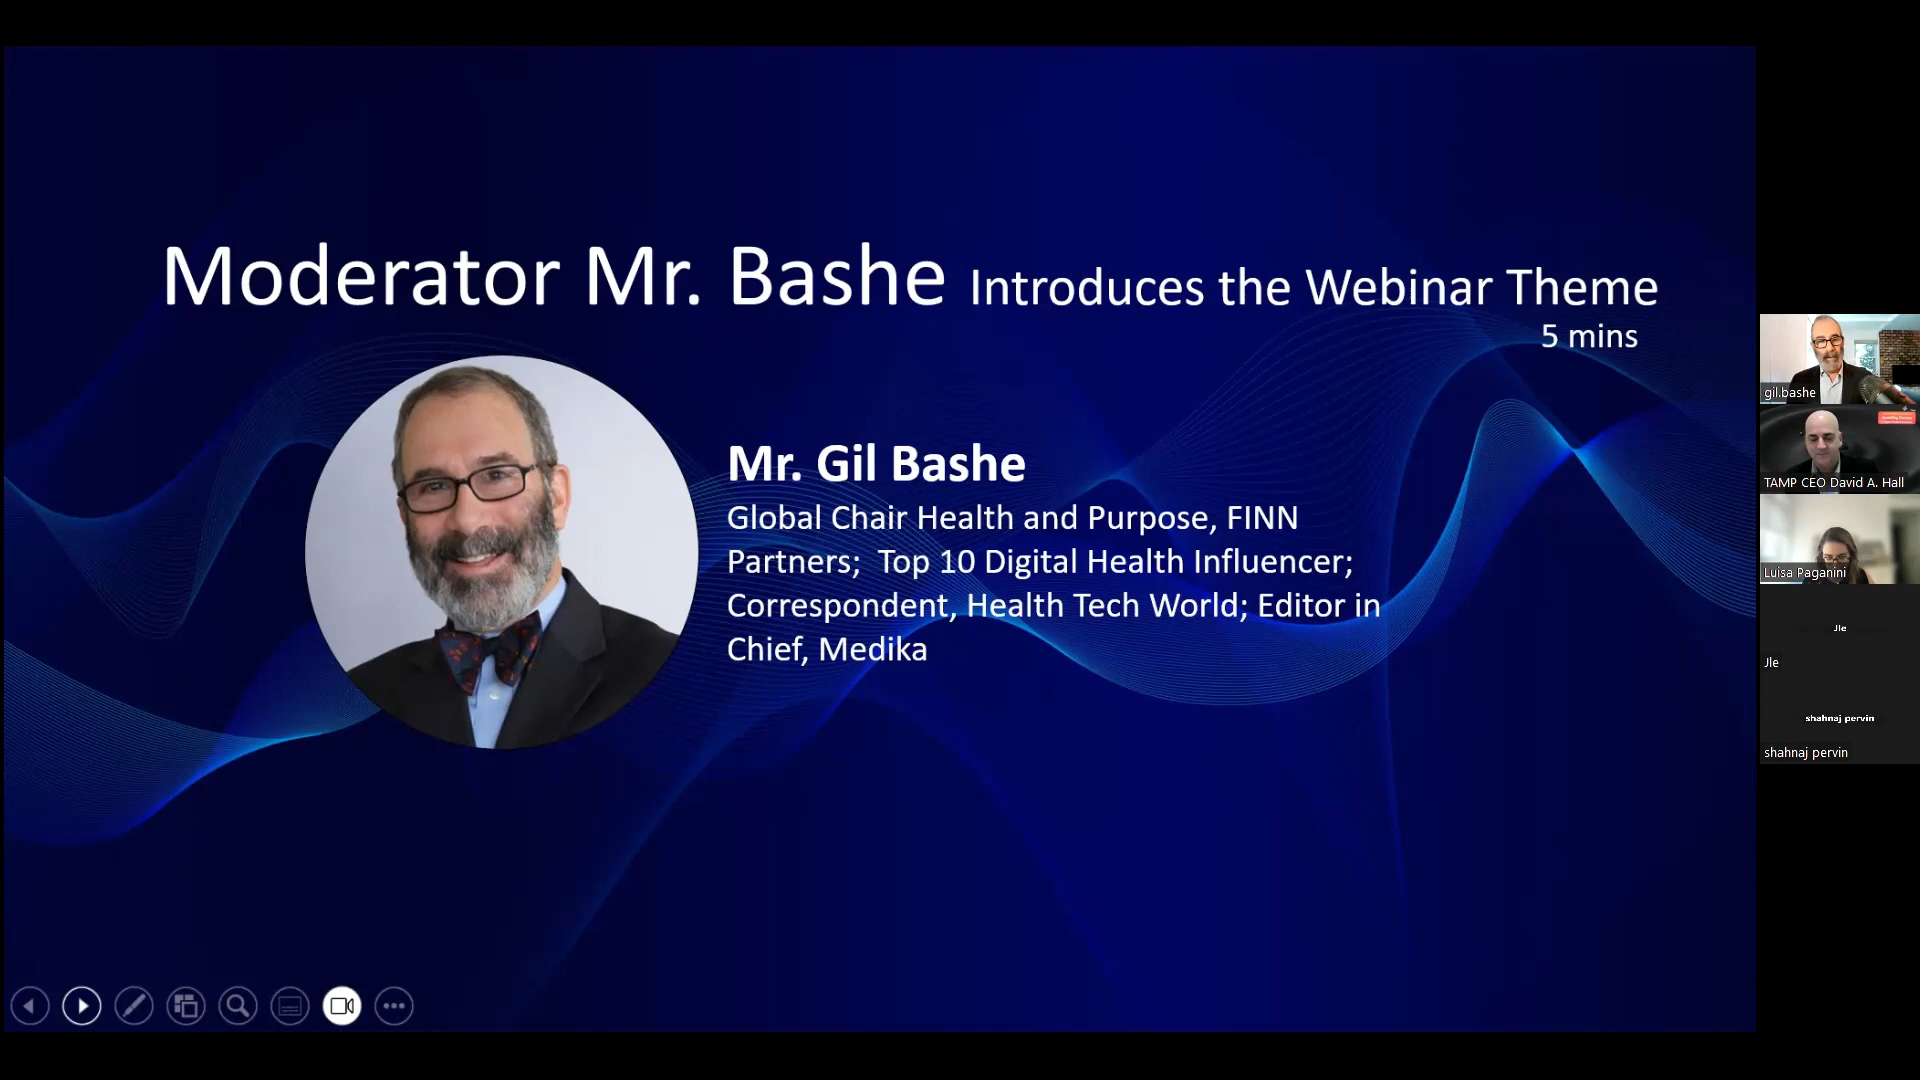 Moderator Mr. Bashe Introduces the Webinar Theme
5 mins
Mr. Gil Bashe
Global Chair Health and Purpose, FINN
Partners;  Top 10 Digital Health Influencer;
Correspondent, Health Tech World; Editor in
Chief, Medika
gil.bashe
TAMP CEO David A. Hall
Luisa Paganini
Jle
Jle
shahnaj pervin
shahnaj pervin